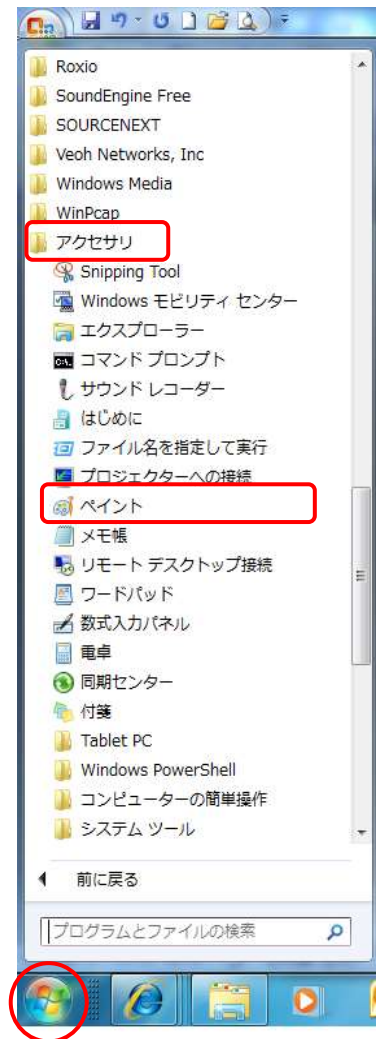 Roxio
SoundEngine Free
SOURCENEXT
Veoh Networks, Inc
Windows Media
WinPcap
アクセサリ
Snipping Tool
Windows モビリティ センター
エクスプローラー
コマンド プロンプト
サウンド レコーダー
はじめに
ファイル名を指定して実行
プロジェクターへの接続
ペイント
メモ帳
リモート デスクトップ接続
ワードパッド
数式入力パネル
電卓
同期センター
付箋
Tablet PC
Windows PowerShell
コンピューターの簡単操作
システム ツール
前に戻る
プログラムとファイルの検索